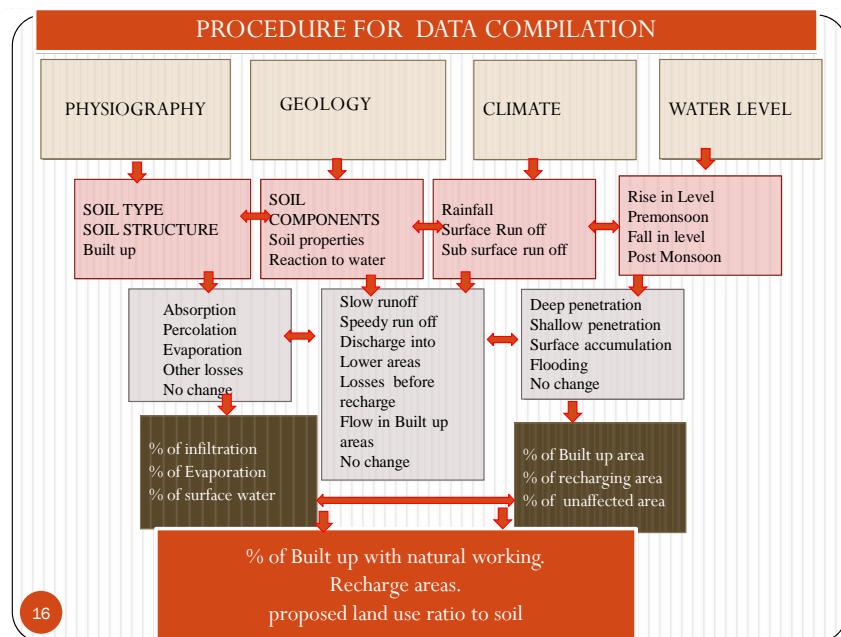 PROCEDURE FOR DATA COMPILATION
PHYSIOGRAPHY
GEOLOGY
CLIMATE
WATER LEVEL
SOIL TYPE
SOIL STRUCTURE
Built up
SOIL
COMPONENTS
Soil properties
Reaction to water
Rainfall
Surface Run off
Sub surface run off
Rise in Level
Premonsoon
Fall in level
Post Monsoon
Absorption
Percolation
Evaporation
Other losses
No change
Slow runoff
Speedy run off
Discharge into
Lower areas
Losses before
recharge
Flow in Built up
areas
No change
Deep penetration
Shallow penetration
Surface accumulation
Flooding
No change
% of infiltration
% of Evaporation
% of surface water
% of Built up area
% of recharging area
% of unaffected area
% of Built up with natural working.
Recharge areas.
proposed land use ratio to soil
16